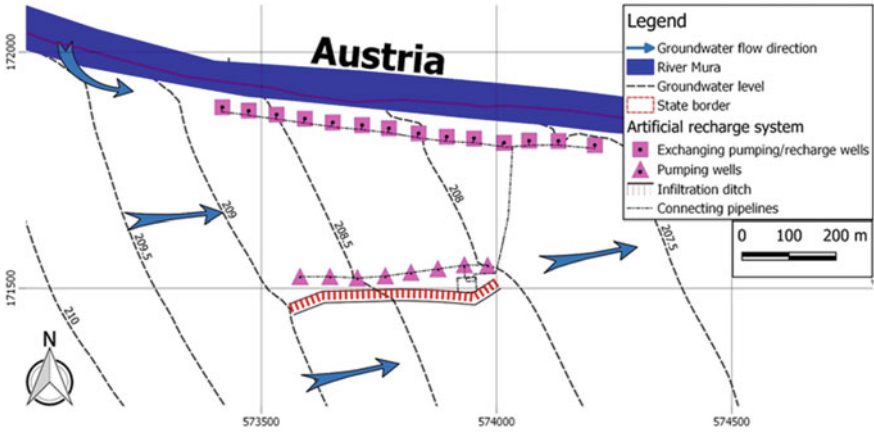 Austria
Legend
Groundwater flow direction
River Mura
Groundwater level
State border
Artificial recharge system
Exchanging pumping/recharge wells
Pumping wells
Infiltration ditch
Connecting pipelines
0 100 200 m
172000
171500
210
209.5
209
208.5
208
207.5
N
573500
574000
574500